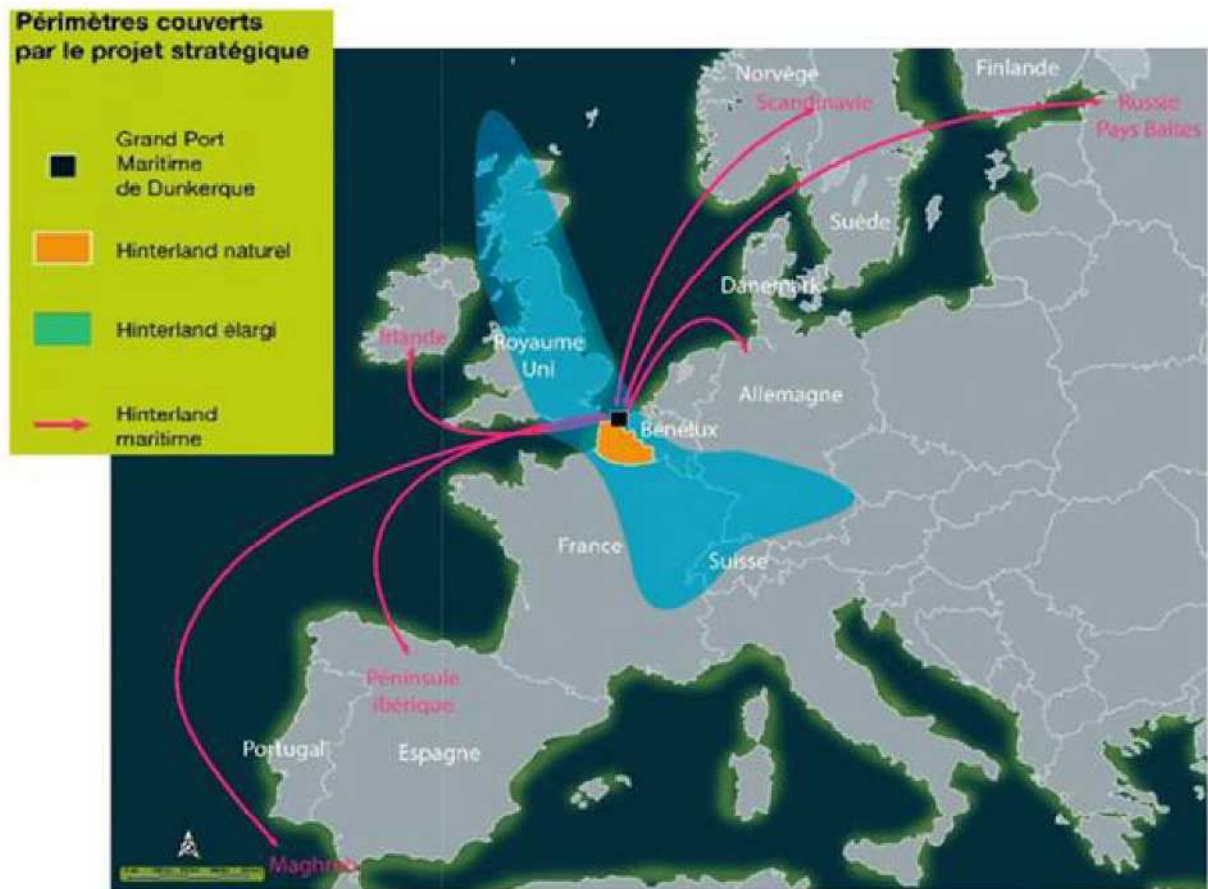 Périmètres couverts
par le projet stratégique
Grand Port
Maritime
de Dunkerque
Hinterland naturel
Hinterland élargi
Hinterland
maritime
Norvège
Finlande
Scandinavie
Russie
Pays Baltes
Suède
Danemark
Irlande
Royaume
Uni
Allemagne
Bénélux
France
Suisse
Péninsule
ibérique
Portugal
Espagne
Maghreb